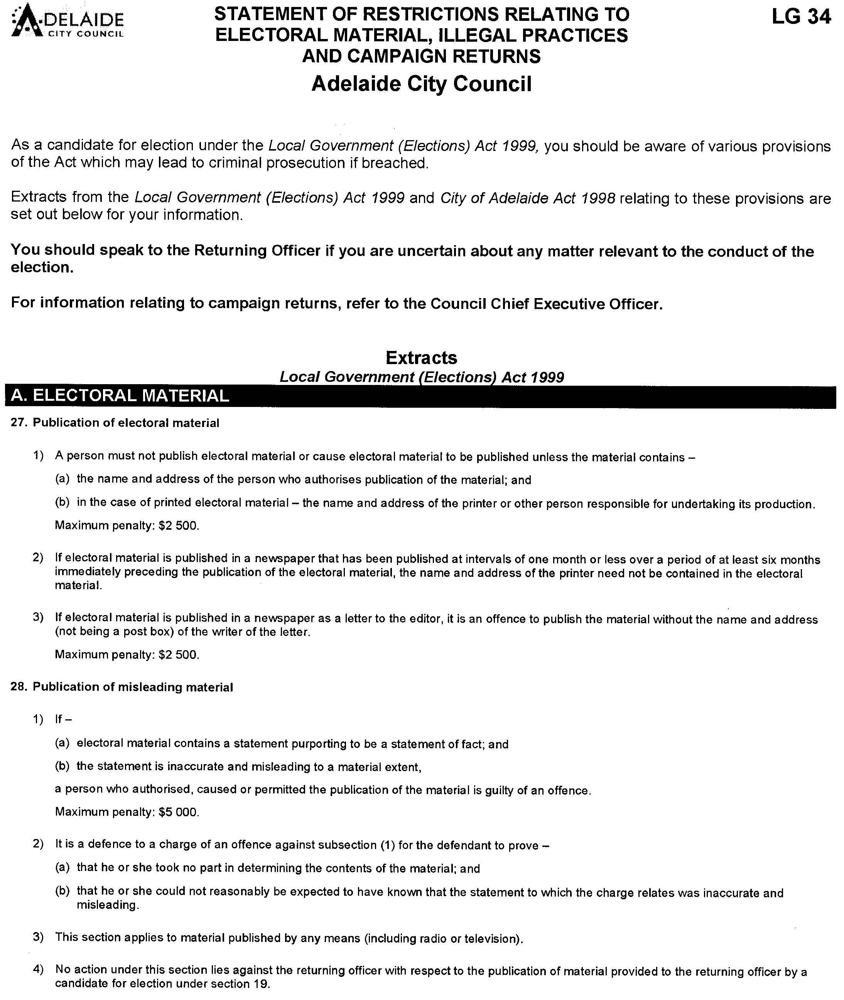 ADELAIDE
CITY COUNCIL
STATEMENT OF RESTRICTIONS RELATING TO
ELECTORAL MATERIAL, ILLEGAL PRACTICES
AND CAMPAIGN RETURNS
Adelaide City Council
LG 34
As a candidate for election under the Local Government (Elections) Act 1999, you should be aware of various provisions
of the Act which may lead to criminal prosecution if breached.
Extracts from the Local Government (Elections) Act 1999 and City of Adelaide Act 1998 relating to these provisions are
set out below for your information.
You should speak to the Returning Officer if you are uncertain about any matter relevant to the conduct of the
election.
For information relating to campaign returns, refer to the Council Chief Executive Officer.
Extracts
Local Government (Elections) Act 1999
A. ELECTORAL MATERIAL
27. Publication of electoral material
1) A person must not publish electoral material or cause electoral material to be published unless the material contains –
(a) the name and address of the person who authorises publication of the material; and
(b) in the case of printed electoral material – the name and address of the printer or other person responsible for undertaking its production.
Maximum penalty: $2 500.
2) If electoral material is published in a newspaper that has been published at intervals of one month or less over a period of at least six months
immediately preceding the publication of the electoral material, the name and address of the printer need not be contained in the electoral
material.
3) If electoral material is published in a newspaper as a letter to the editor, it is an offence to publish the material without the name and address
(not being a post box) of the writer of the letter.
Maximum penalty: $2 500.
28. Publication of misleading material
1) If –
(a) electoral material contains a statement purporting to be a statement of fact; and
(b) the statement is inaccurate and misleading to a material extent,
a person who authorised, caused or permitted the publication of the material is guilty of an offence.
Maximum penalty: $5 000.
2) It is a defence to a charge of an offence against subsection (1) for the defendant to prove –
(a) that he or she took no part in determining the contents of the material; and
(b) that he or she could not reasonably be expected to have known that the statement to which the charge relates was inaccurate and
misleading.
3) This section applies to material published by any means (including radio or television).
4) No action under this section lies against the returning officer with respect to the publication of material provided to the returning officer by a
candidate for election under section 19.